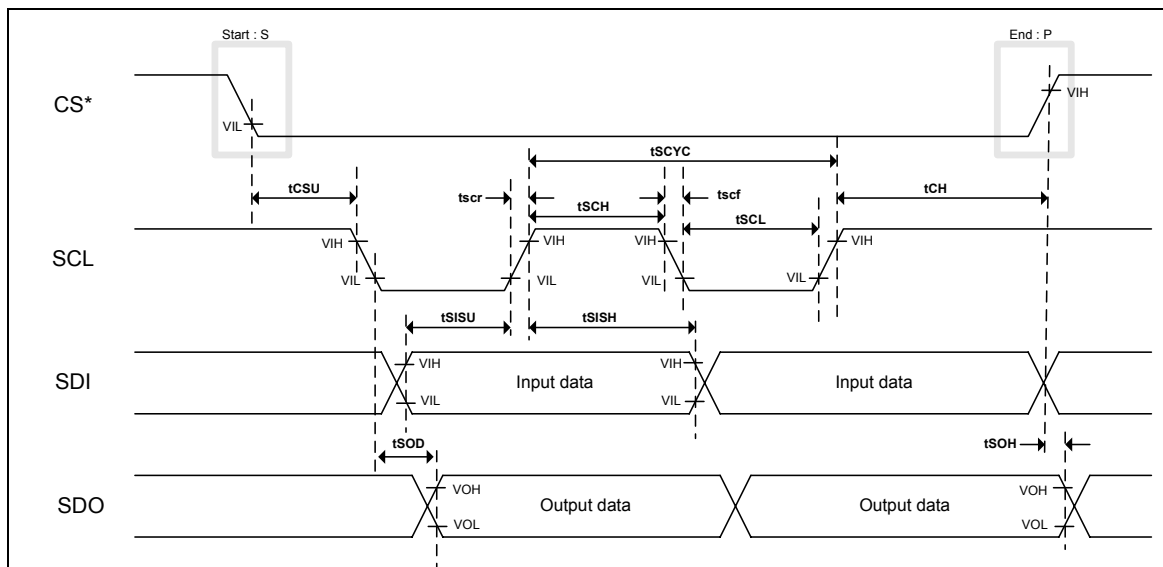 Start : S
End : P
CS*
VIL
VIH
tSCYC
tCSU
tscr
tSCH
tscf
tSCL
tCH
SCL
VIH
VIH
VIH
VIH
VIL
VIL
VIL
VIL
tSISU
tSISH
SDI
VIH
VIL
Input data
VIH
VIL
Input data
tSOD
tSOH
SDO
VOH
VOL
Output data
Output data
VOH
VOL